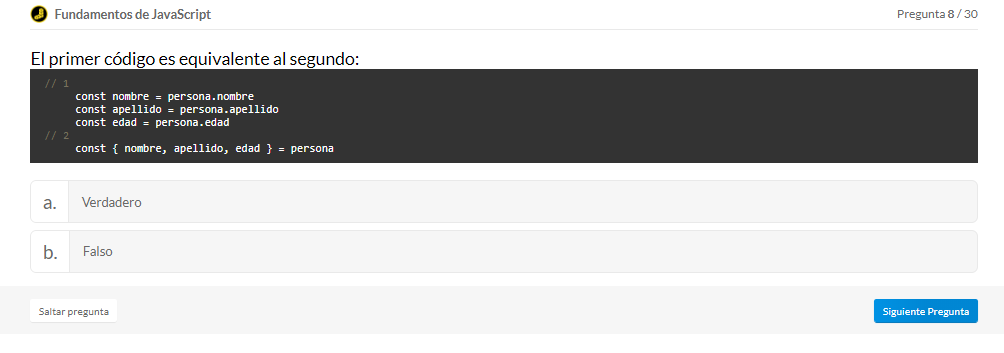 Fundamentos de JavaScript
Pregunta 8 / 30
El primer código es equivalente al segundo:
// 1
const nombre = persona.nombre
const apellido = persona.apellido
const edad = persona.edad
// 2
const { nombre, apellido, edad } = persona
a. Verdadero
b. Falso
Saltar pregunta
Siguiente Pregunta